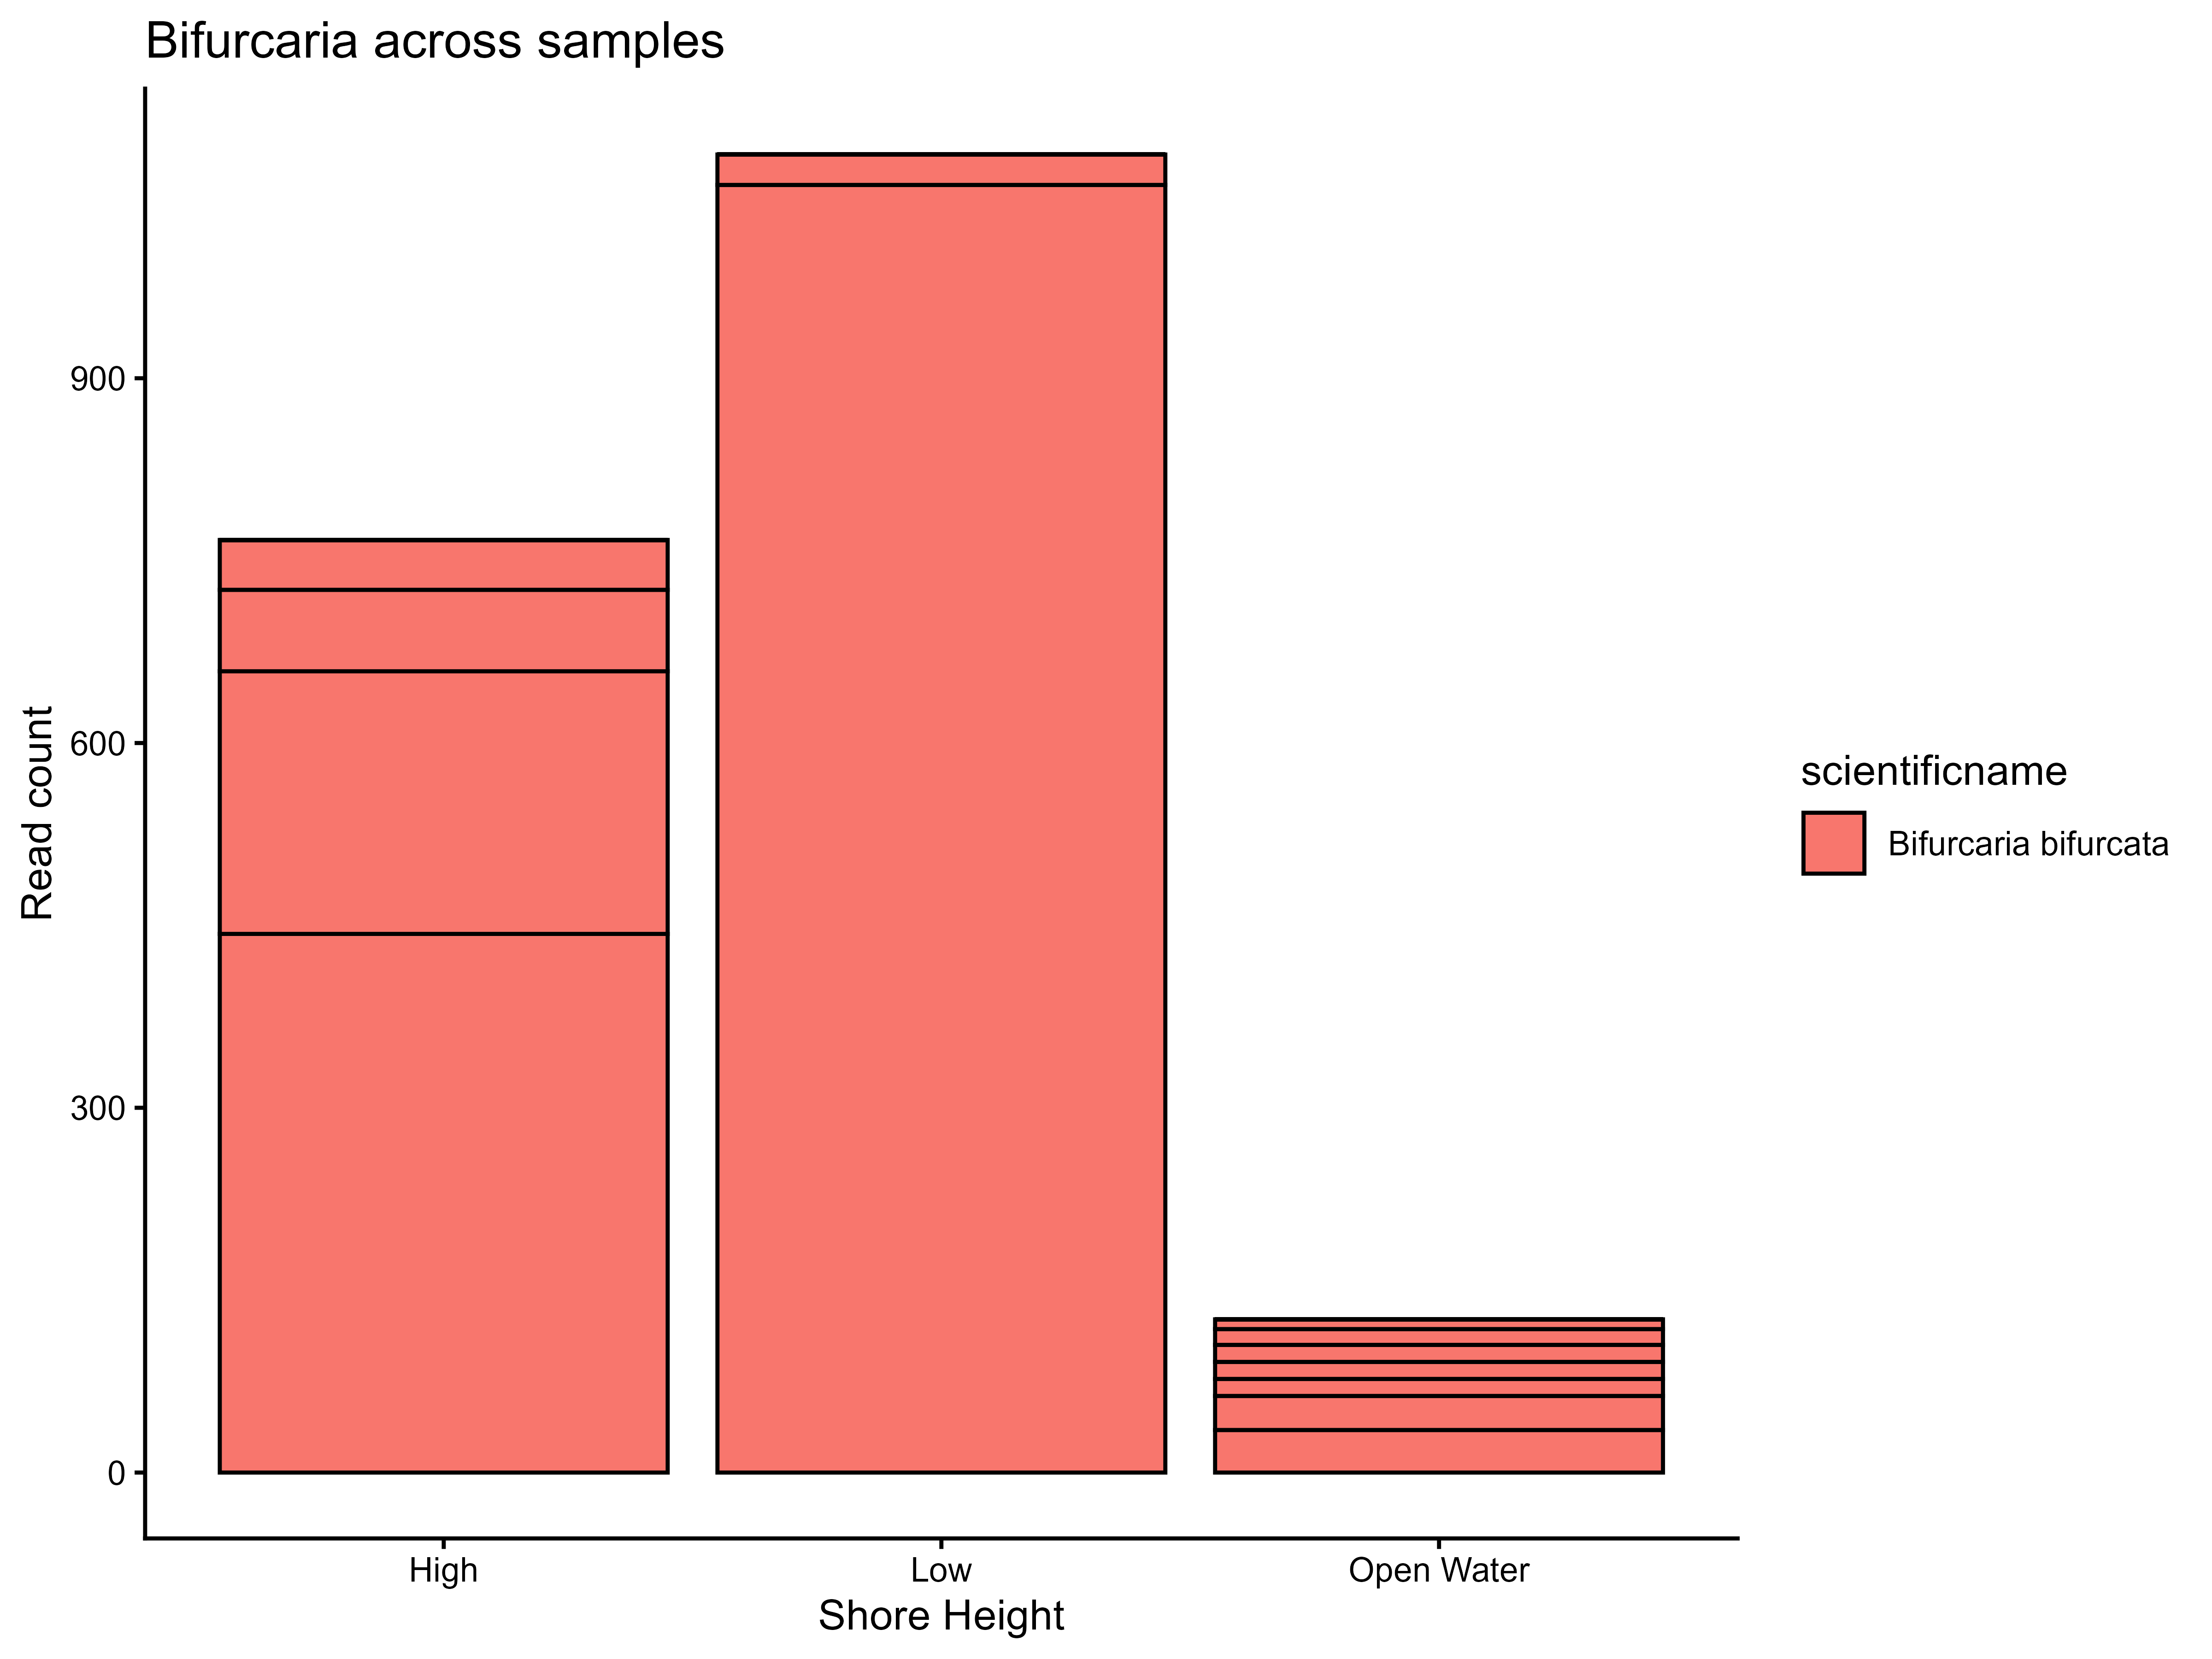 Bifurcaria across samples
Read count
900
600
300
0
High
Low
Open Water
Shore Height
scientificname
Bifurcaria bifurcata